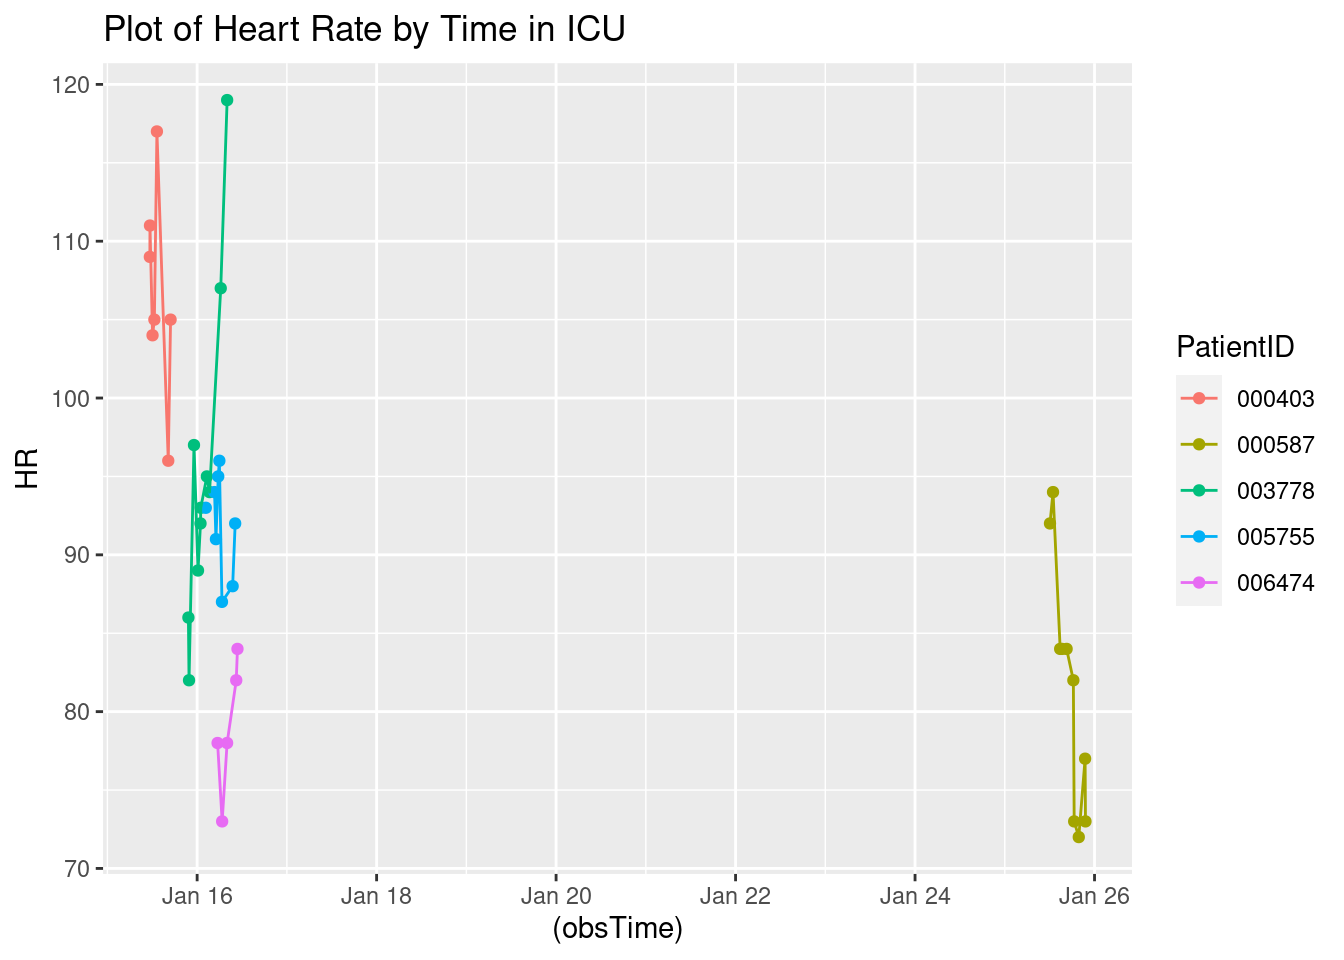 Plot of Heart Rate by Time in ICU
120
110
100
90
80
70
HR
Jan 16 Jan 18 Jan 20 Jan 22 Jan 24 Jan 26
(obsTime)
PatientID
000403
000587
003778
005755
006474